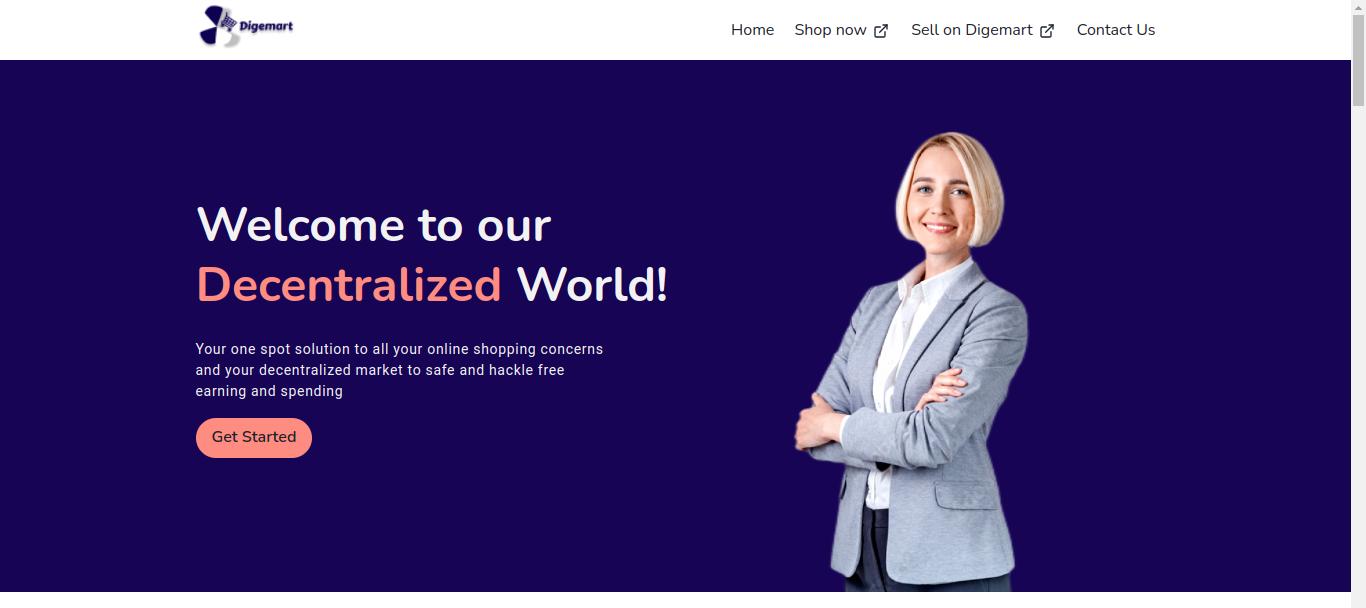 Digemart
Home Shop now Sell on Digemart Contact Us
Welcome to our
Decentralized World!
Your one spot solution to all your online shopping concerns
and your decentralized market to safe and hackle free
earning and spending
Get Started